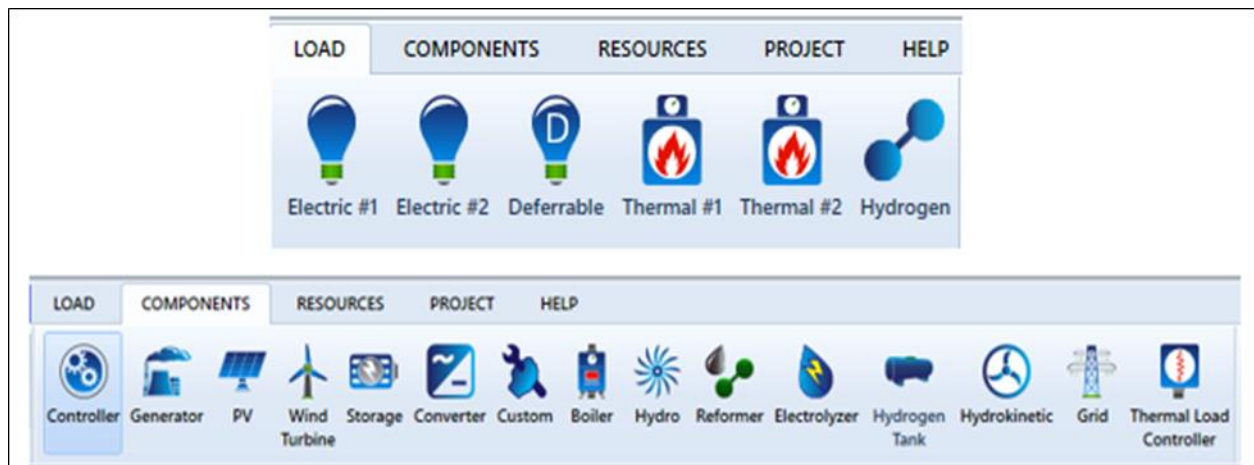 LOAD COMPONENTS RESOURCES PROJECT HELP
D
Electric #1 Electric #2 Deferrable Thermal #1 Thermal #2 Hydrogen
LOAD COMPONENTS RESOURCES PROJECT HELP
Controller Generator PV Wind Storage Converter Custom Boiler Hydro Reformer Electrolyzer Hydrogen Hydrokinetic Grid Thermal Load
Turbine Tank Controller